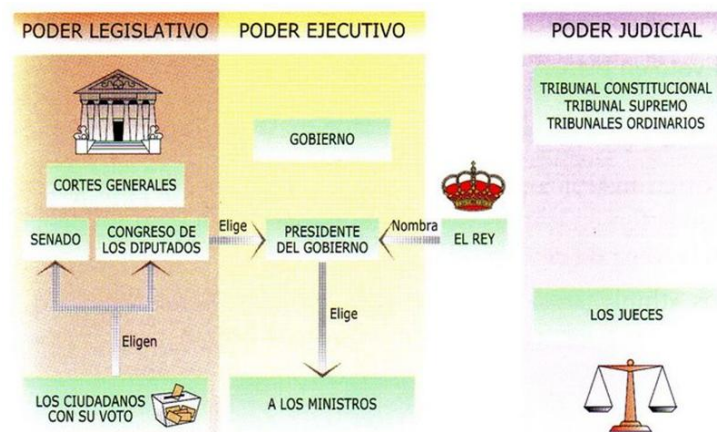 PODER LEGISLATIVO
PODER EJECUTIVO
PODER JUDICIAL
TRIBUNAL CONSTITUCIONAL
TRIBUNAL SUPREMO
TRIBUNALES ORDINARIOS
GOBIERNO
CORTES GENERALES
SENADO
CONGRESO DE
LOS DIPUTADOS
Elige
PRESIDENTE
DEL GOBIERNO
Nombra
EL REY
Eligen
Elige
LOS JUECES
LOS CIUDADANOS
CON SU VOTO
A LOS MINISTROS